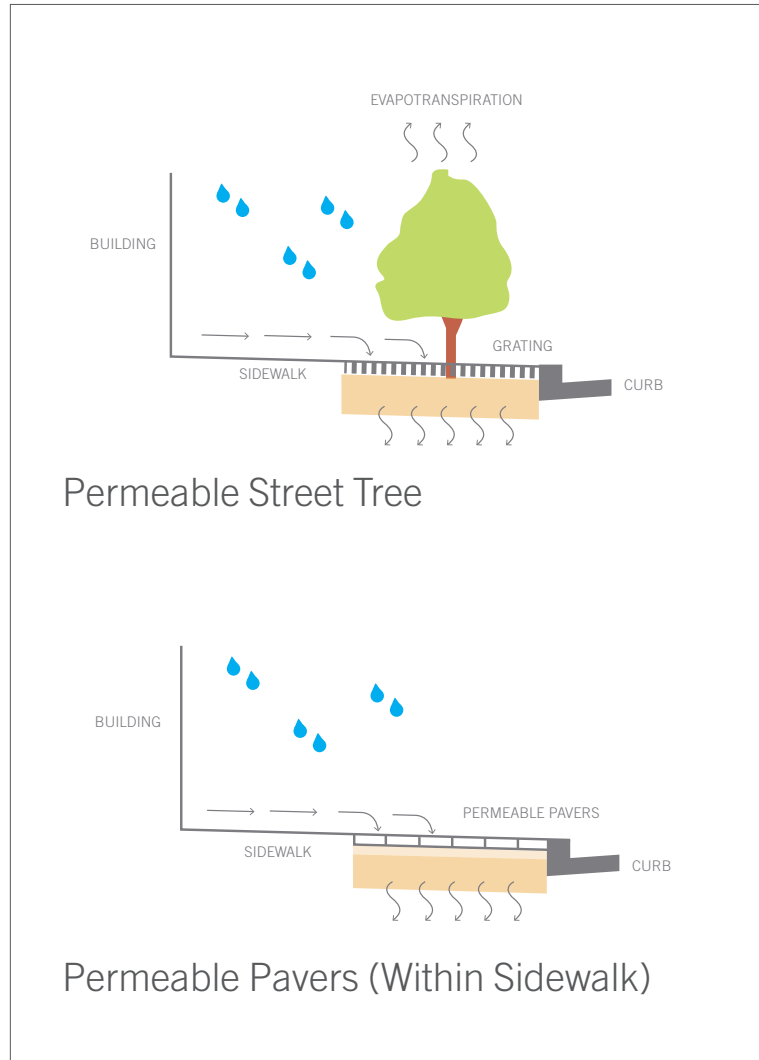 EVAPOTRANSPIRATION
BUILDING
GRATING
SIDEWALK
CURB
Permeable Street Tree
BUILDING
PERMEABLE PAVERS
SIDEWALK
CURB
Permeable Pavers (Within Sidewalk)